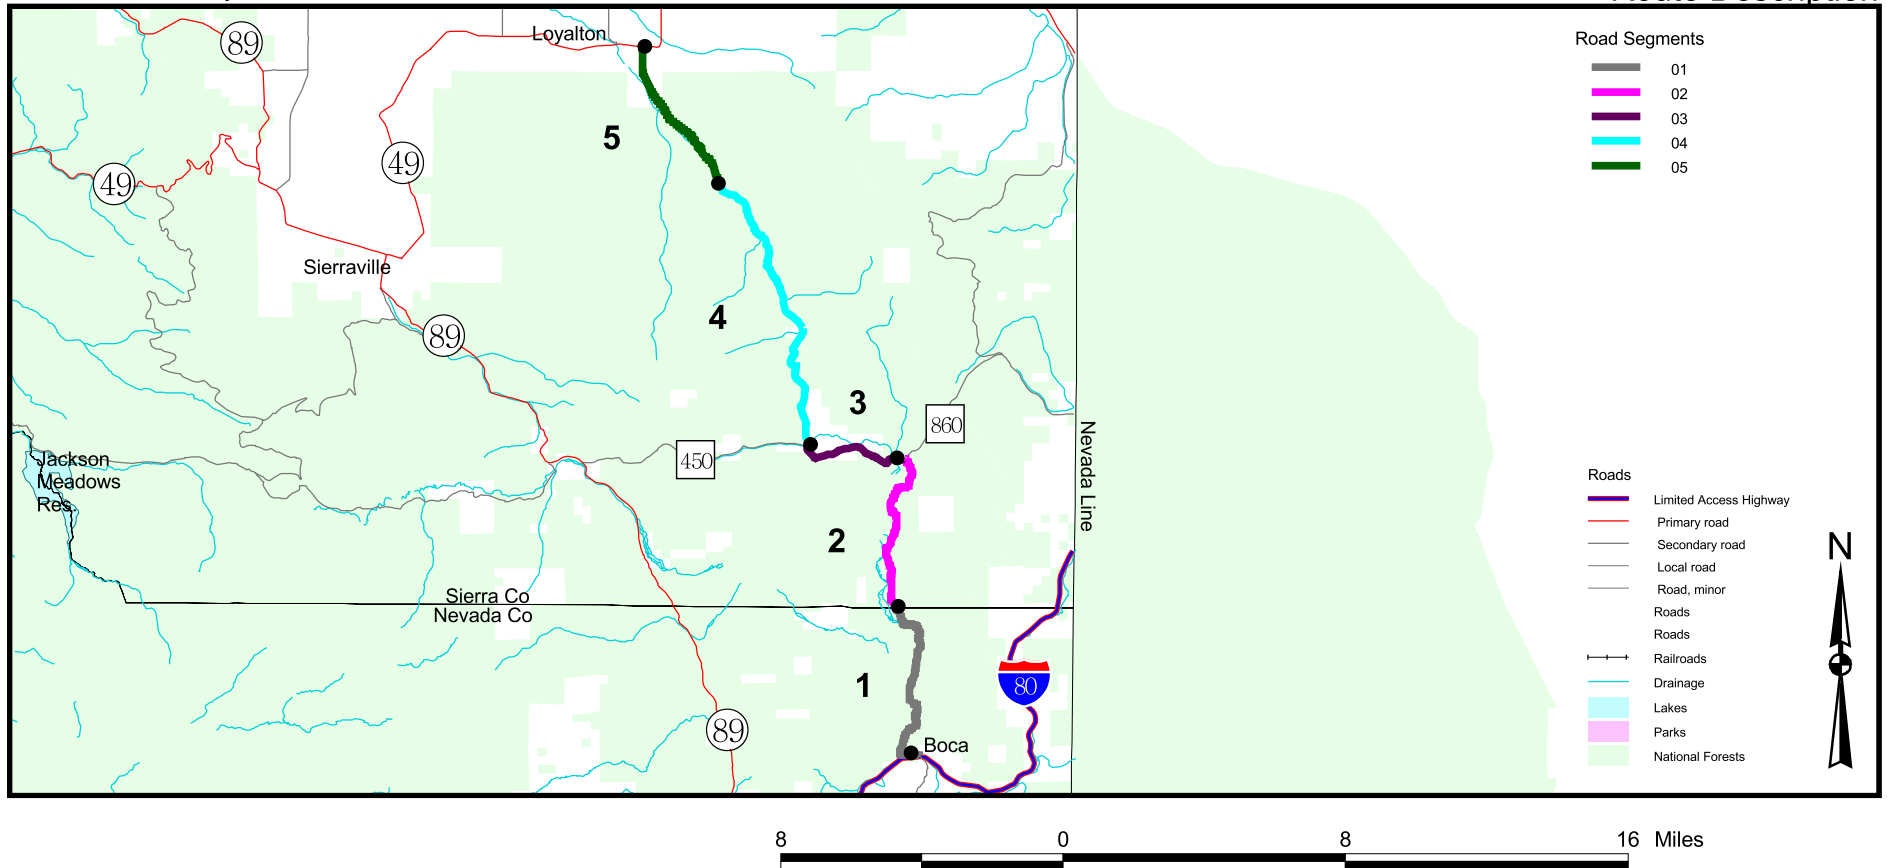 Route Description
89
Loyalton
Road Segments
01
02
03
04
05
5
49
49
Sierraville
4
89
3
860
450
Nevada Line
Jackson
Meadows
Res.
2
Sierra Co
Nevada Co
1
80
89
Boca
Roads
Limited Access Highway
Primary road
Secondary road
Local road
Road, minor
Roads
Roads
Railroads
Drainage
Lakes
Parks
National Forests
N
8 0 8 16 Miles